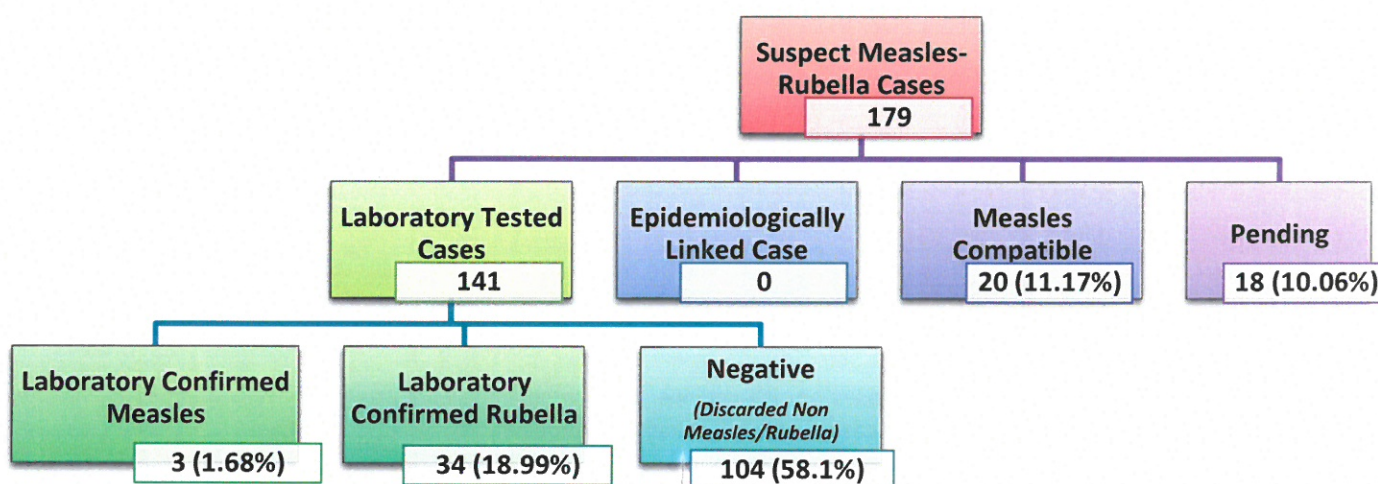 Suspect Measles-
Rubella Cases
179
Laboratory Tested
Cases
141
Epidemiologically
Linked Case
0
Measles
Compatible
20 (11.17%)
Pending
18 (10.06%)
Laboratory Confirmed
Measles
3 (1.68%)
Laboratory
Confirmed Rubella
34 (18.99%)
Negative
(Discarded Non
Measles/Rubella)
104 (58.1%)